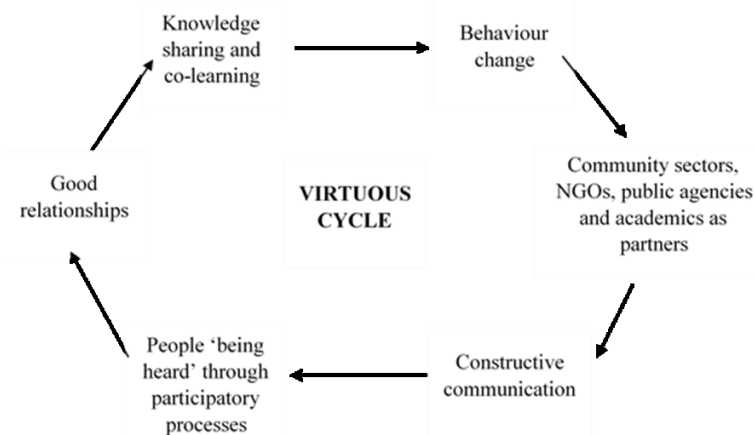 Knowledge
sharing and
co-learning
Behaviour
change
Community sectors,
NGOs, public agencies
and academics as
partners
Constructive
communication
People ‘being
heard’ through
participatory
processes
Good
relationships
VIRTUOUS
CYCLE